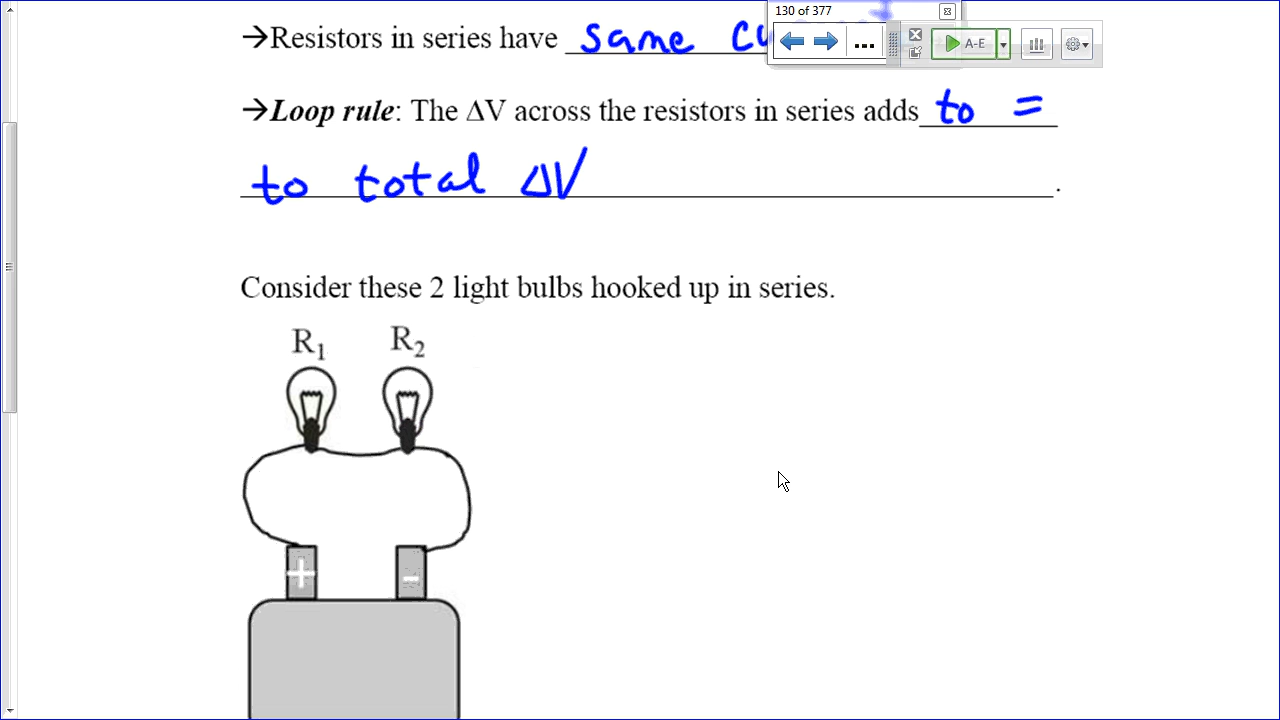 130 of 377
A-E
→Resistors in series have same
→Loop rule: The ΔV across the resistors in series adds to =
to total ΔV.
Consider these 2 light bulbs hooked up in series.
R₁ R₂
+ -